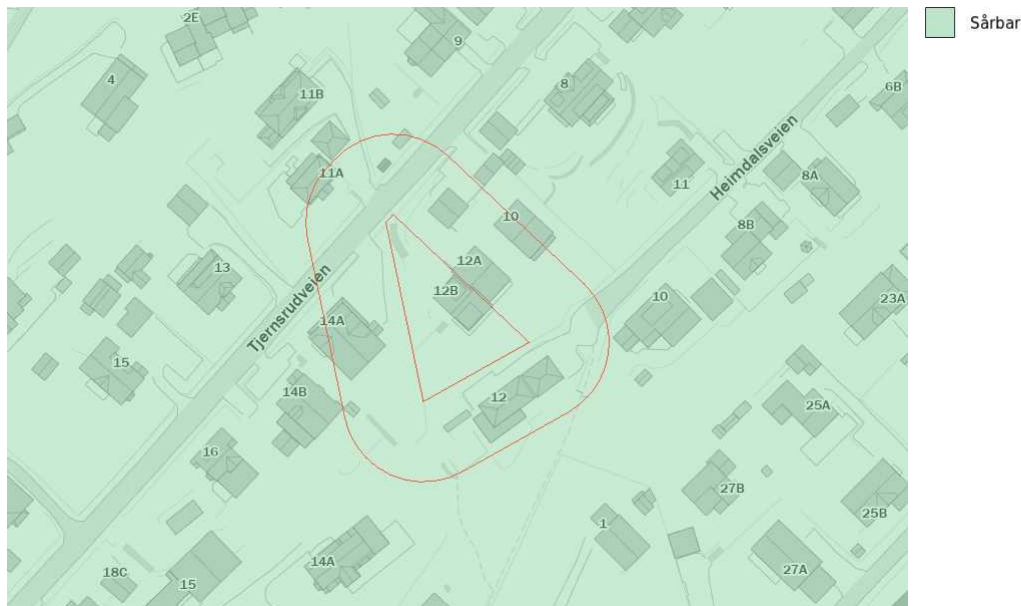 2E
9
Sårbar
4
8
6B
11B
11A
11
8A
Heimdalsveien
10
8B
12A
13
12B
10
23A
Tjernsrudveien
14A
15
14B
12
25A
16
27B
25B
1
14A
27A
18C
15